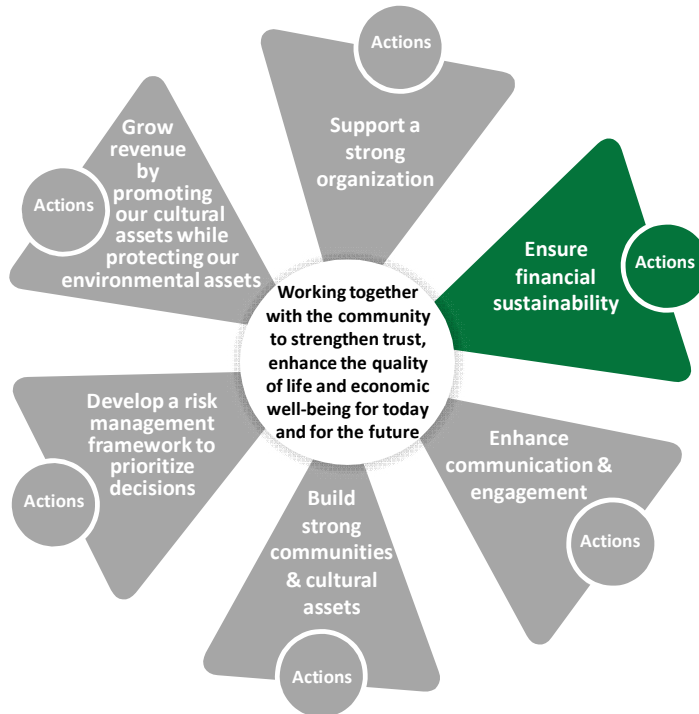 Actions
Support a
strong
organization
Actions
Ensure
financial
sustainability
Actions
Enhance
communication &
engagement
Actions
Build
strong
communities
& cultural
assets
Actions
Develop a risk
management
framework to
prioritize
decisions
Actions
Grow
revenue
by
promoting
our cultural
assets while
protecting our
environmental assets
Working together
with the community
to strengthen trust,
enhance the quality
of life and economic
well-being for today
and for the future